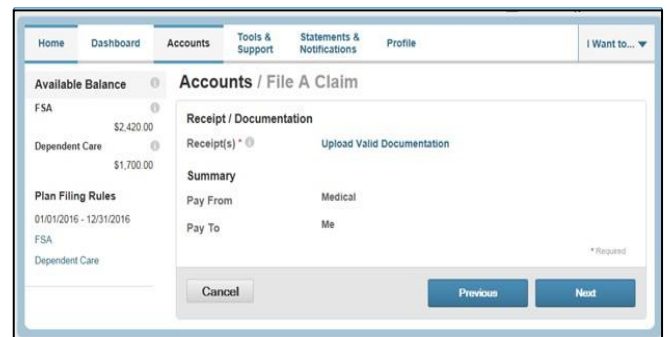 Home Dashboard Accounts Tools & Support Statements & Notifications Profile I Want to...
Available Balance
FSA
$2,420.00
Dependent Care
$1,700.00
Plan Filing Rules
01/01/2016 - 12/31/2016
FSA
Dependent Care
Accounts / File A Claim
Receipt / Documentation
Receipt(s) * Upload Valid Documentation
Summary
Pay From Medical
Pay To Me
* Required
Cancel Previous Next